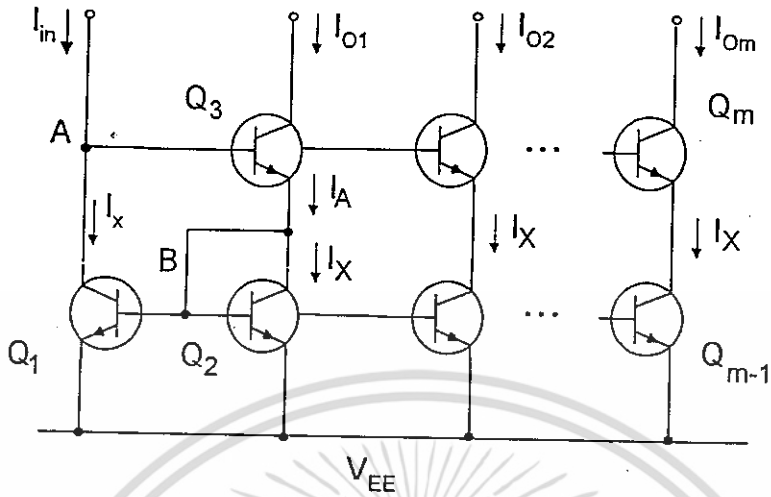 I_in I_O1 I_O2 I_Om
Q_3 Q_m
A
I_A
I_x I_X I_X
B I_X
...
...
Q_1 Q_2 Q_m-1
V_EE